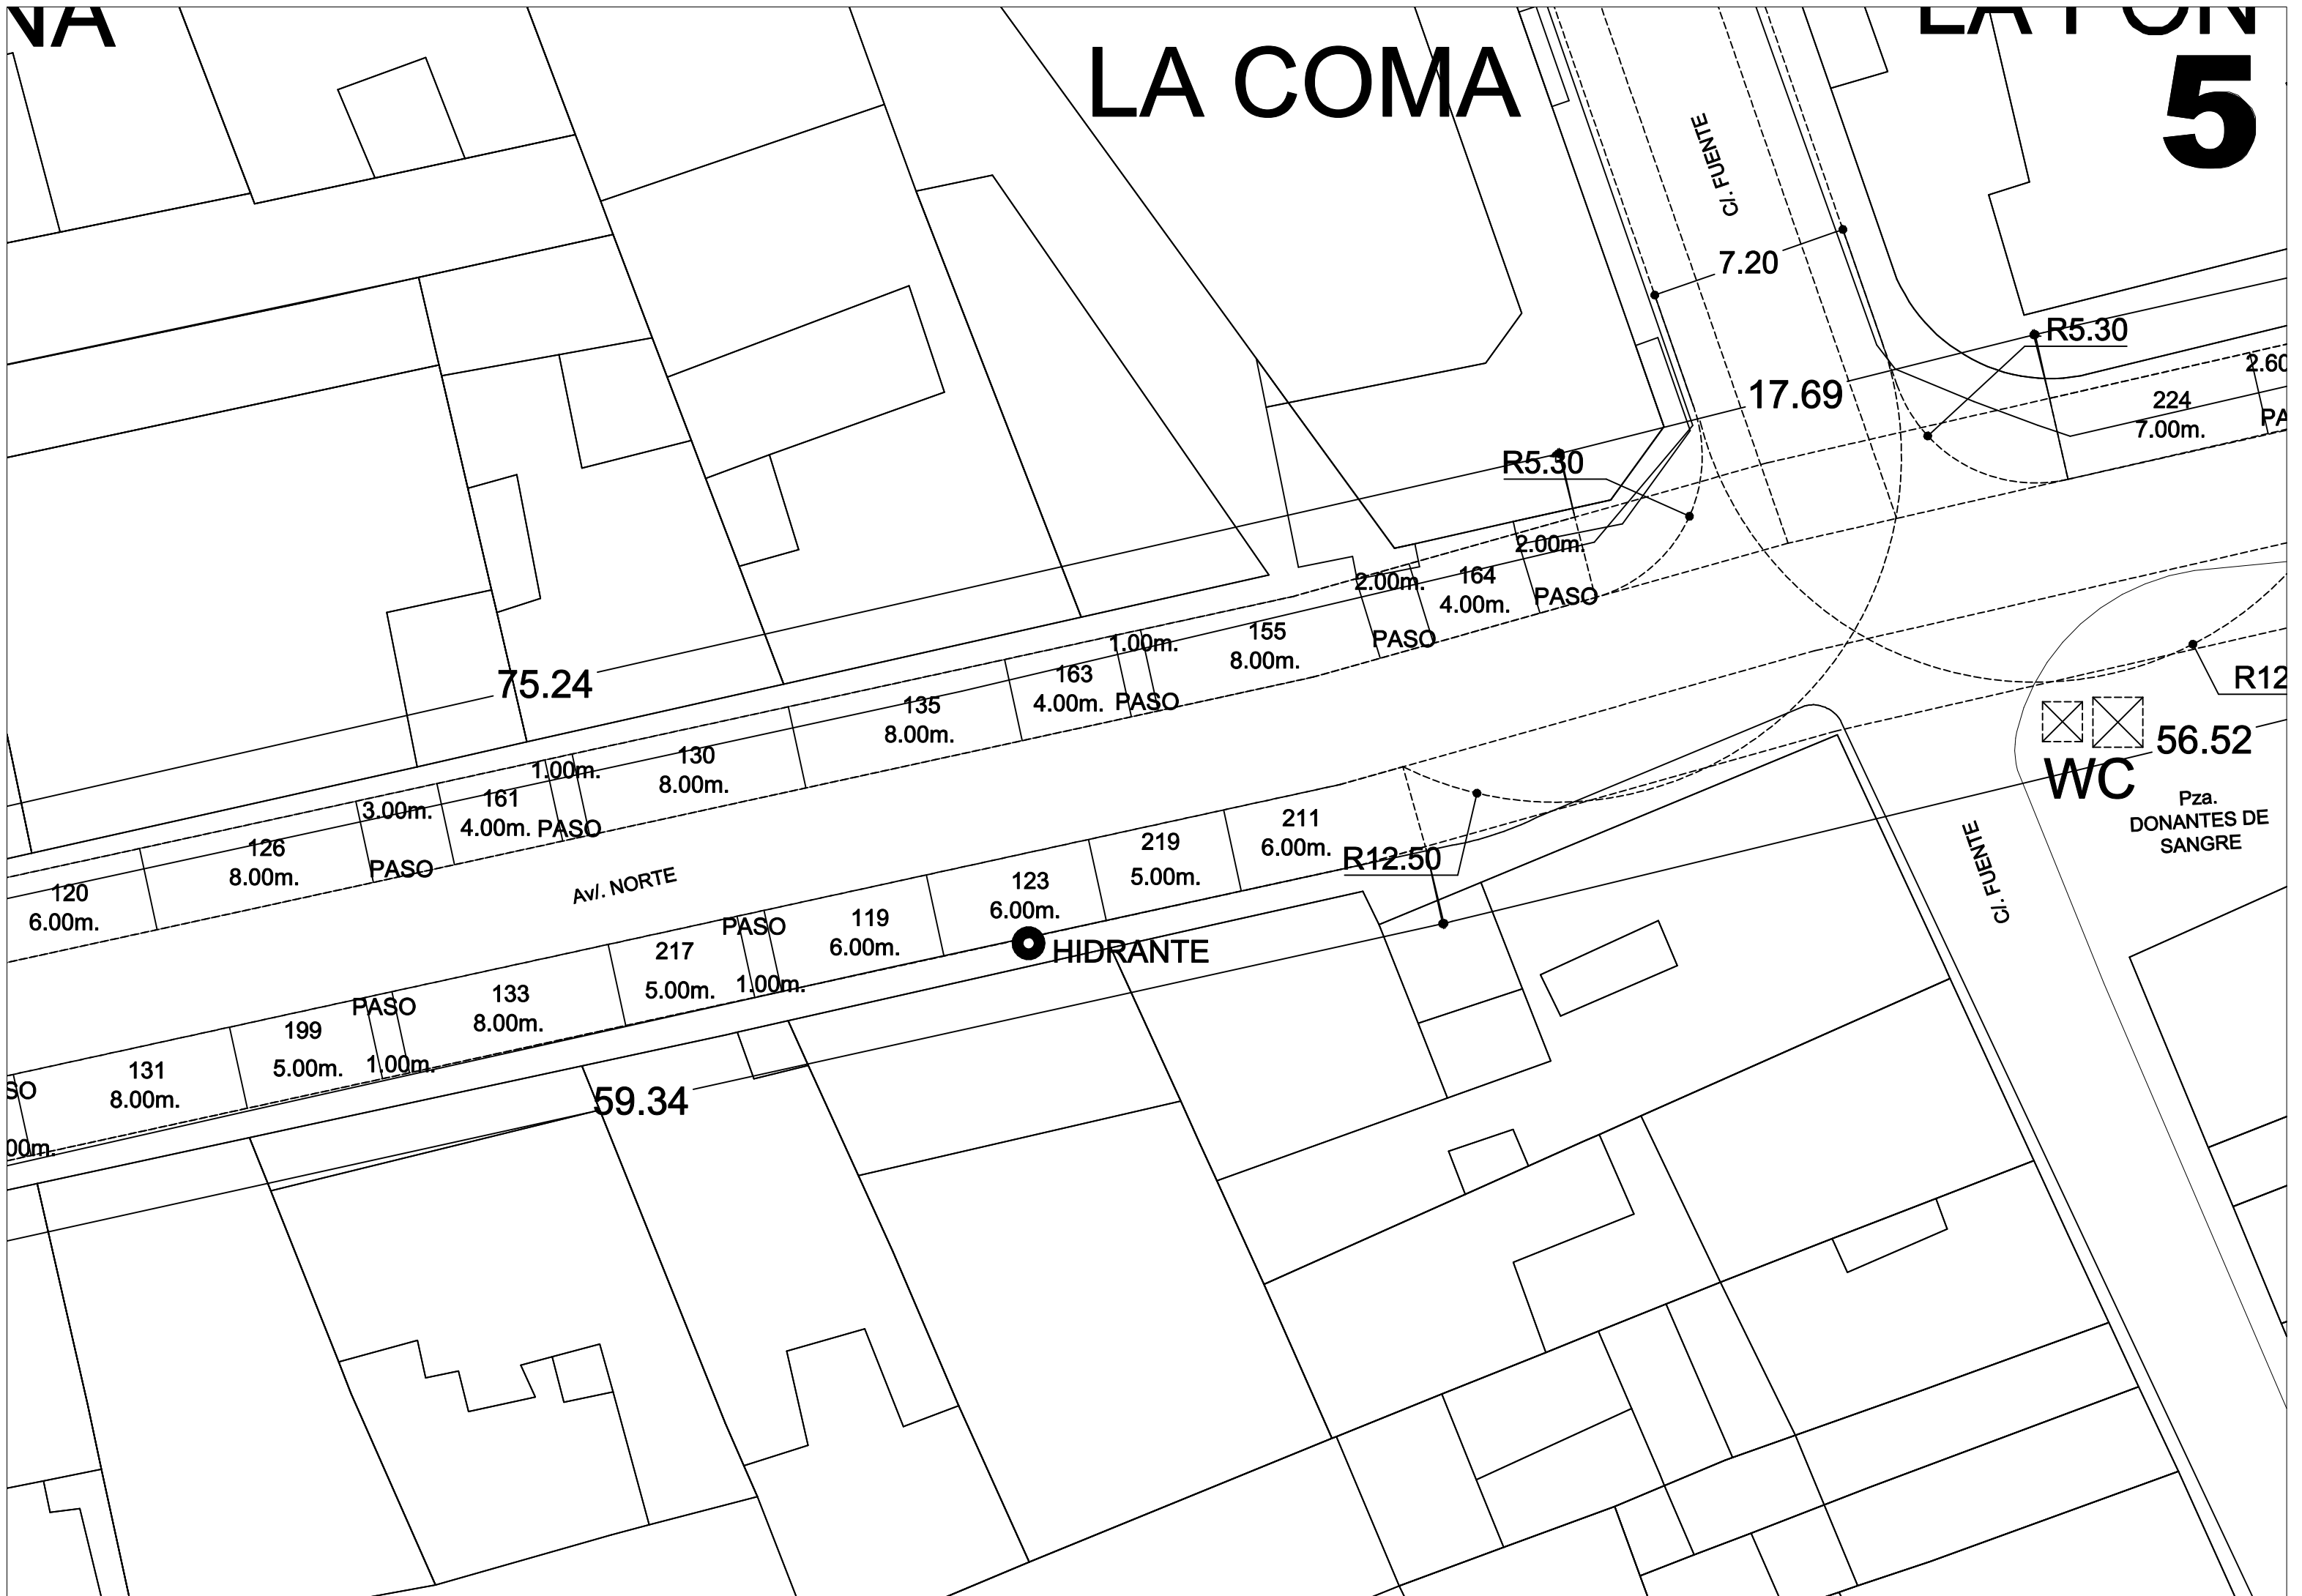 NA
LA COMA
LA FON
5
C/. FUENTE
7.20
R5.30
17.69
2.60
224
7.00m.
PA
R5.30
2.00m.
164
4.00m.
PASO
2.00m.
PASO
155
8.00m.
1.00m.
163
4.00m.
PASO
75.24
135
8.00m.
130
8.00m.
1.00m.
161
4.00m.
PASO
3.00m.
PASO
126
8.00m.
120
6.00m.
Av/. NORTE
R12
56.52
WC
Pza.
DONANTES DE
SANGRE
C/. FUENTE
R12.50
211
6.00m.
219
5.00m.
123
6.00m.
HIDRANTE
119
6.00m.
PASO
1.00m.
217
5.00m.
133
8.00m.
PASO
1.00m.
199
5.00m.
131
8.00m.
SO
00m.
59.34